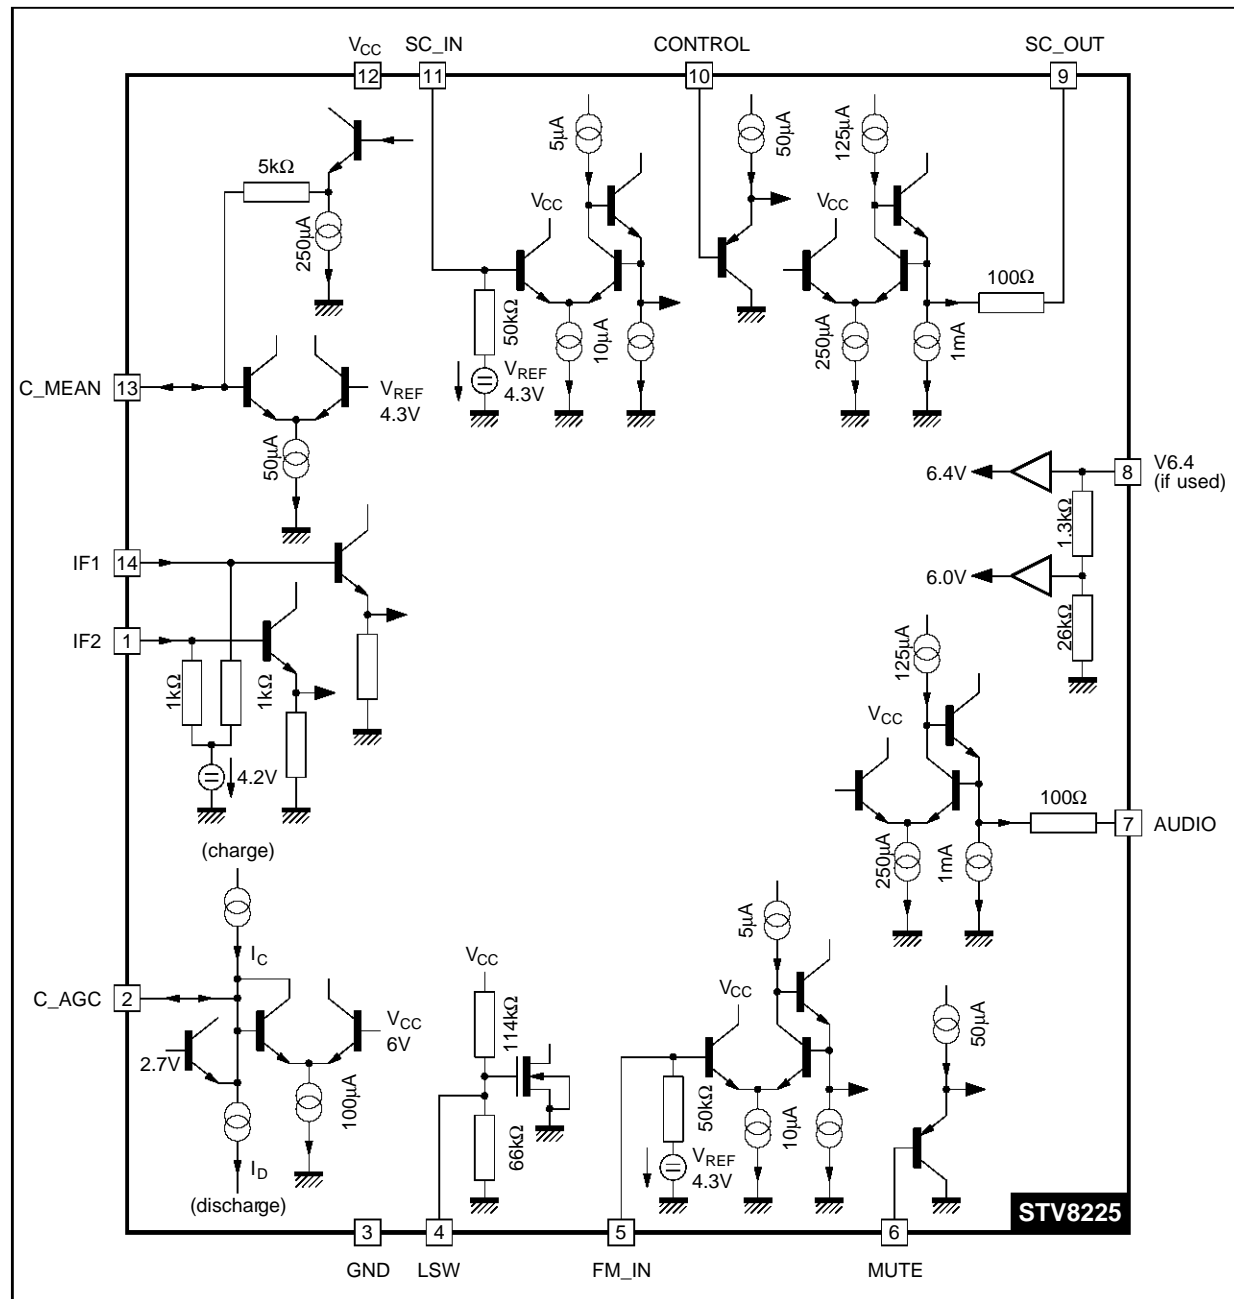 VCC SC_IN CONTROL SC_OUT
12 11 10 9
5µA 50µA 125µA
5kΩ
VCC VCC
250µA
100Ω
50kΩ 10µA 250µA 1mA
VREF
4.3V
C_MEAN 13
VREF
4.3V
50µA
6.4V 8 V6.4
(if used)
1.3kΩ
IF1 14
6.0V
26kΩ
IF2 1
125µA
1kΩ 1kΩ
VCC
4.2V
100Ω
7 AUDIO
(charge)
250µA 1mA
5µA
IC
VCC
C_AGC 2
VCC
114kΩ
VCC
6V
50µA
2.7V
100µA
50kΩ 10µA
66kΩ
ID
VREF
4.3V
(discharge)
STV8225
3 4 5 6
GND LSW FM_IN MUTE